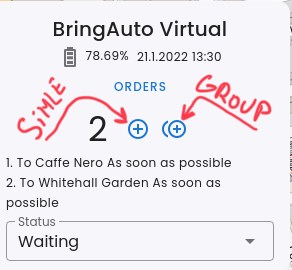 BringAuto Virtual
78.69% 21.1.2022 13:30
ORDERS
SIMLE
GROUP
2
1. To Caffe Nero As soon as possible
2. To Whitehall Garden As soon as
possible
Status
Waiting